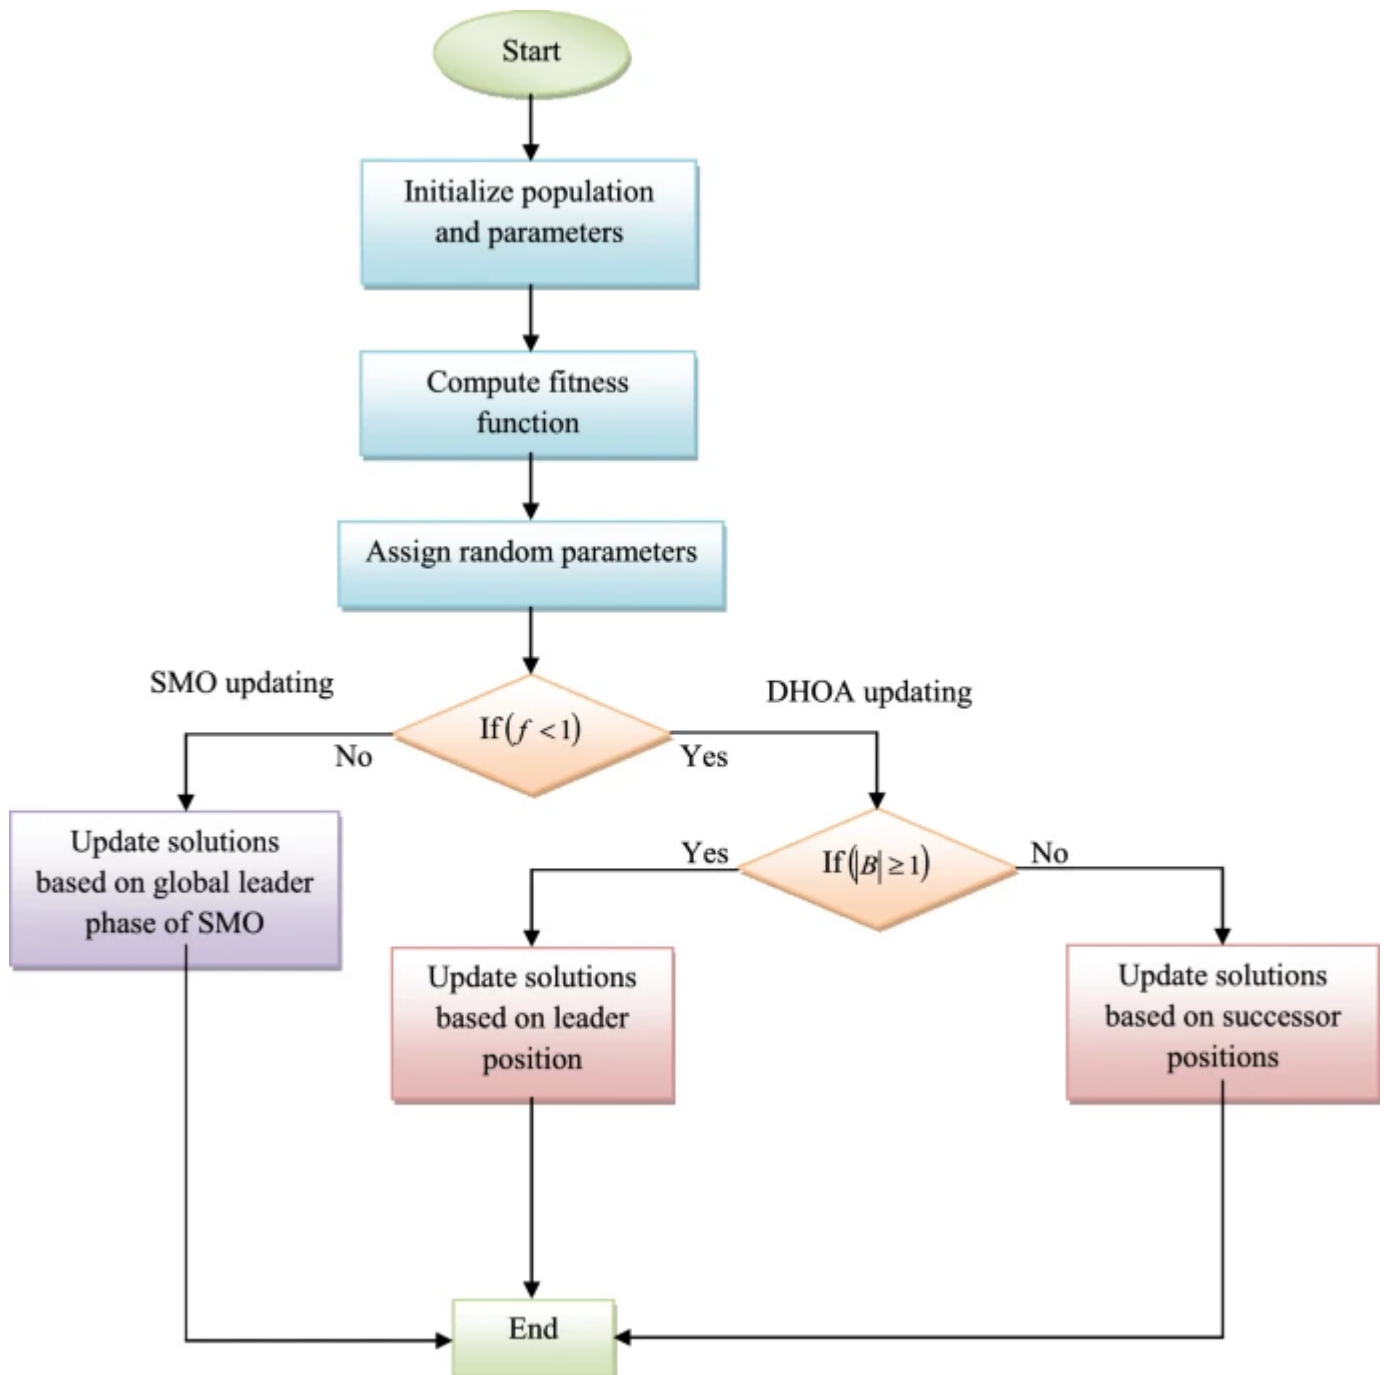 Start
Initialize population
and parameters
Compute fitness
function
Assign random parameters
SMO updating
DHOA updating
If(f < 1)
No
Yes
Update solutions
based on global leader
phase of SMO
Yes
If(|B| ≥ 1)
No
Update solutions
based on leader
position
Update solutions
based on successor
positions
End